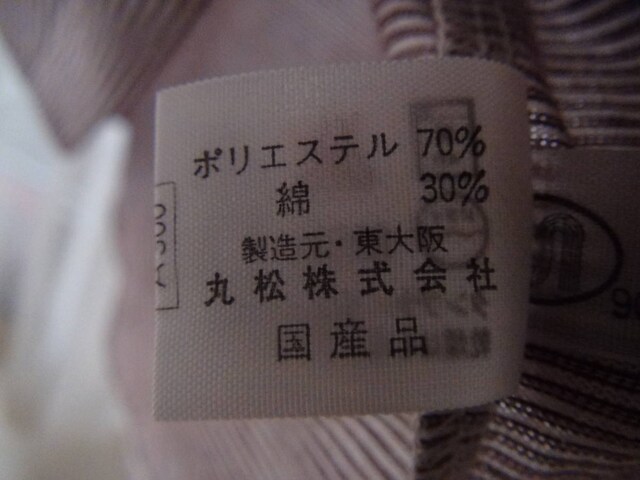 ポリエステル 70%
綿 30%
製造元・東大阪
丸松株式会社
国産品